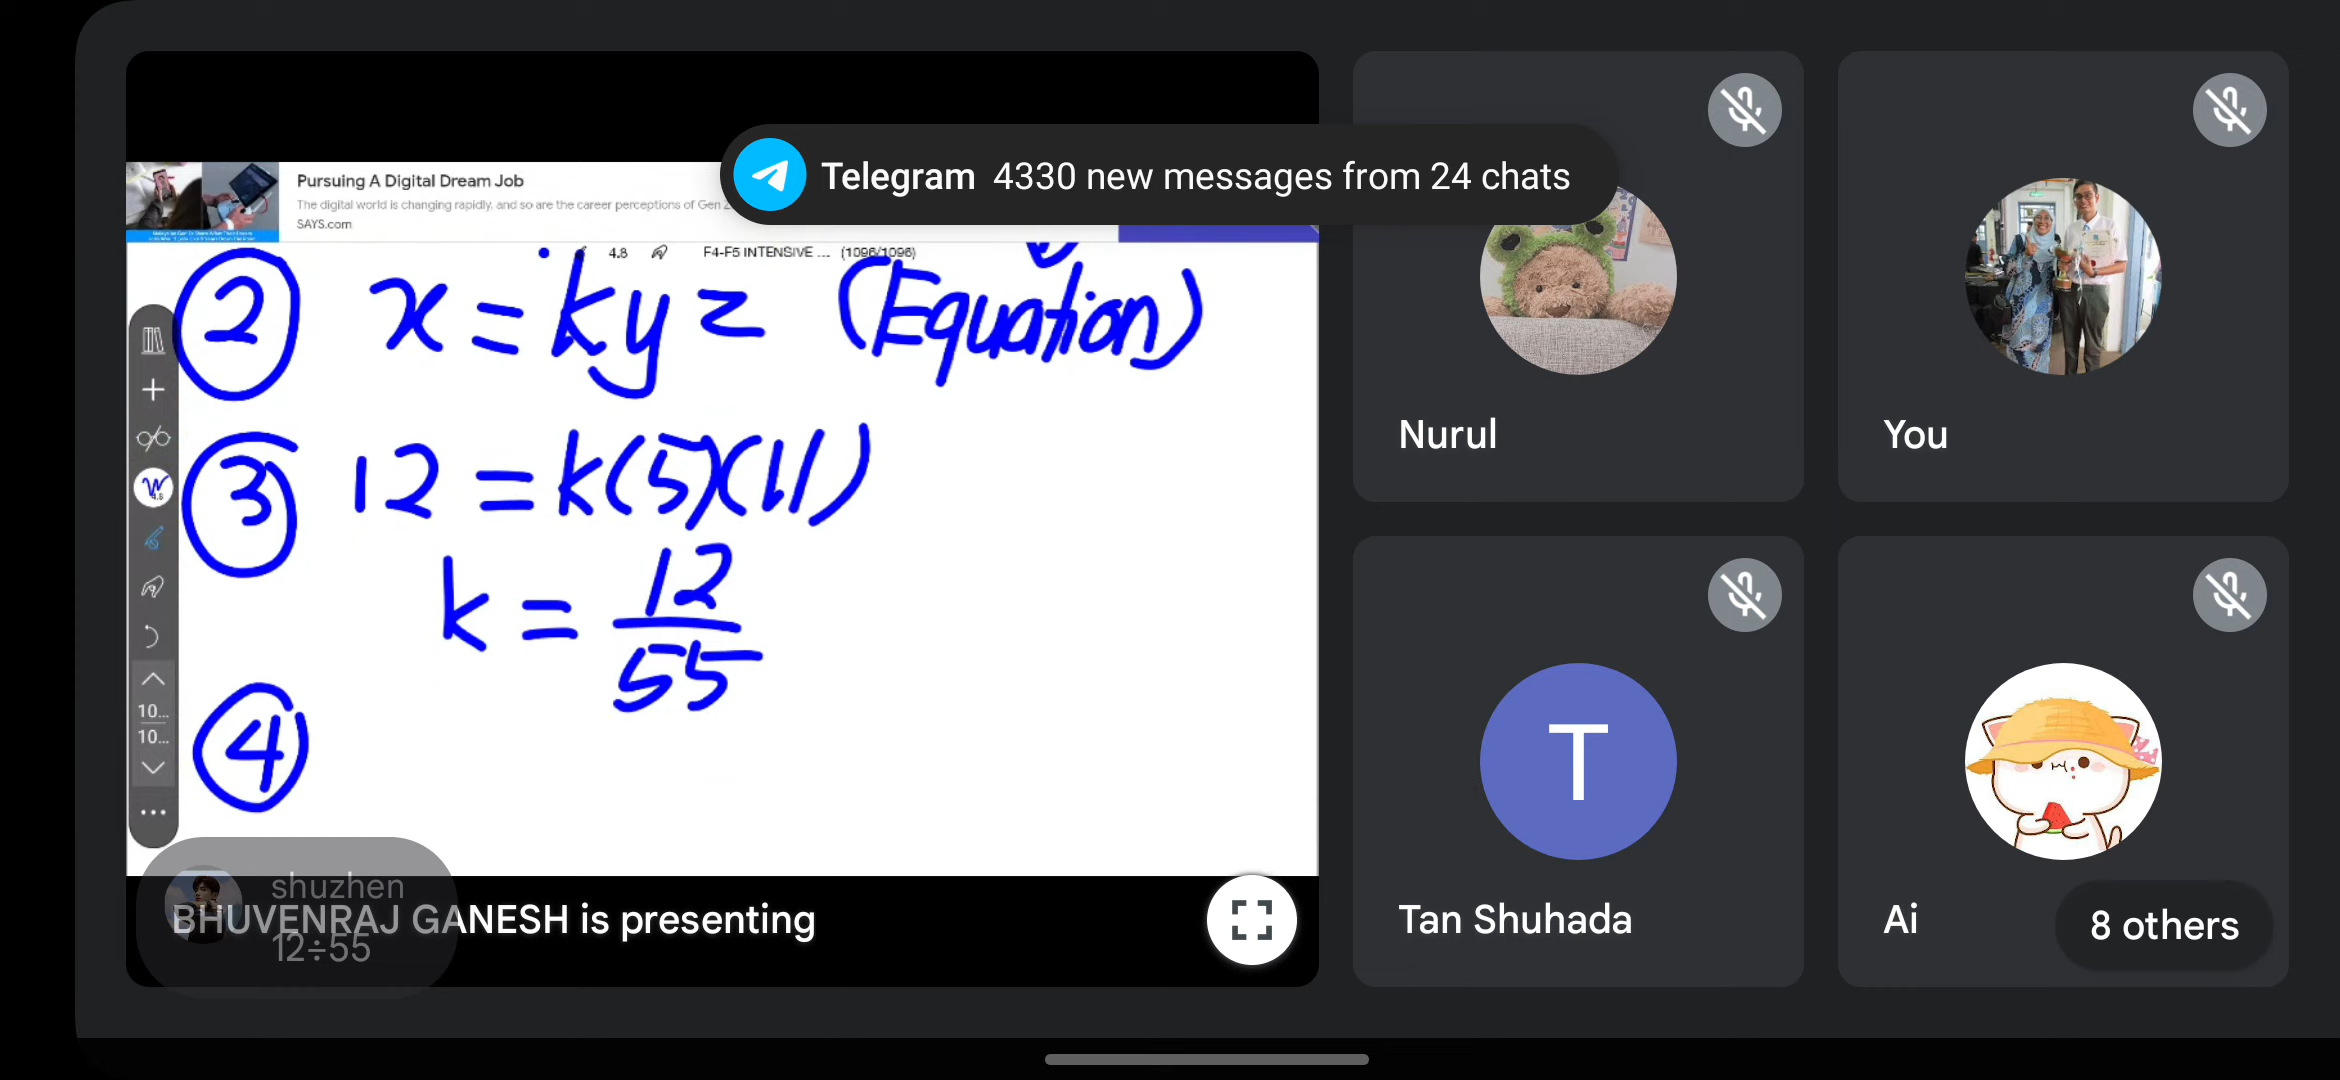 Telegram 4330 new messages from 24 chats
Pursuing A Digital Dream Job
The digital world is changing rapidly, and so are the career perceptions of Gen
SAYS.com
4.8 F4-F5 INTENSIVE ... (1096/1096)
② x = kyz (Equation)
③ 12 = k(5)(11)
k = 12
55
④
10...
10...
shuzhen
12÷55
BHUVENRAJ GANESH is presenting
Nurul
You
T
Tan Shuhada
Ai
8 others